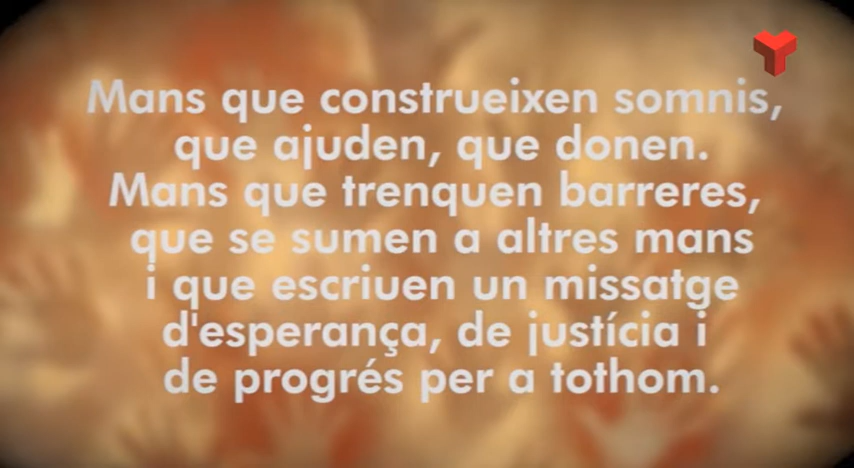 Mans que construeixen somnis,
que ajuden, que donen.
Mans que trenquen barreres,
que se sumen a altres mans
i que escriuen un missatge
d'esperança, de justícia i
de progrés per a tothom.